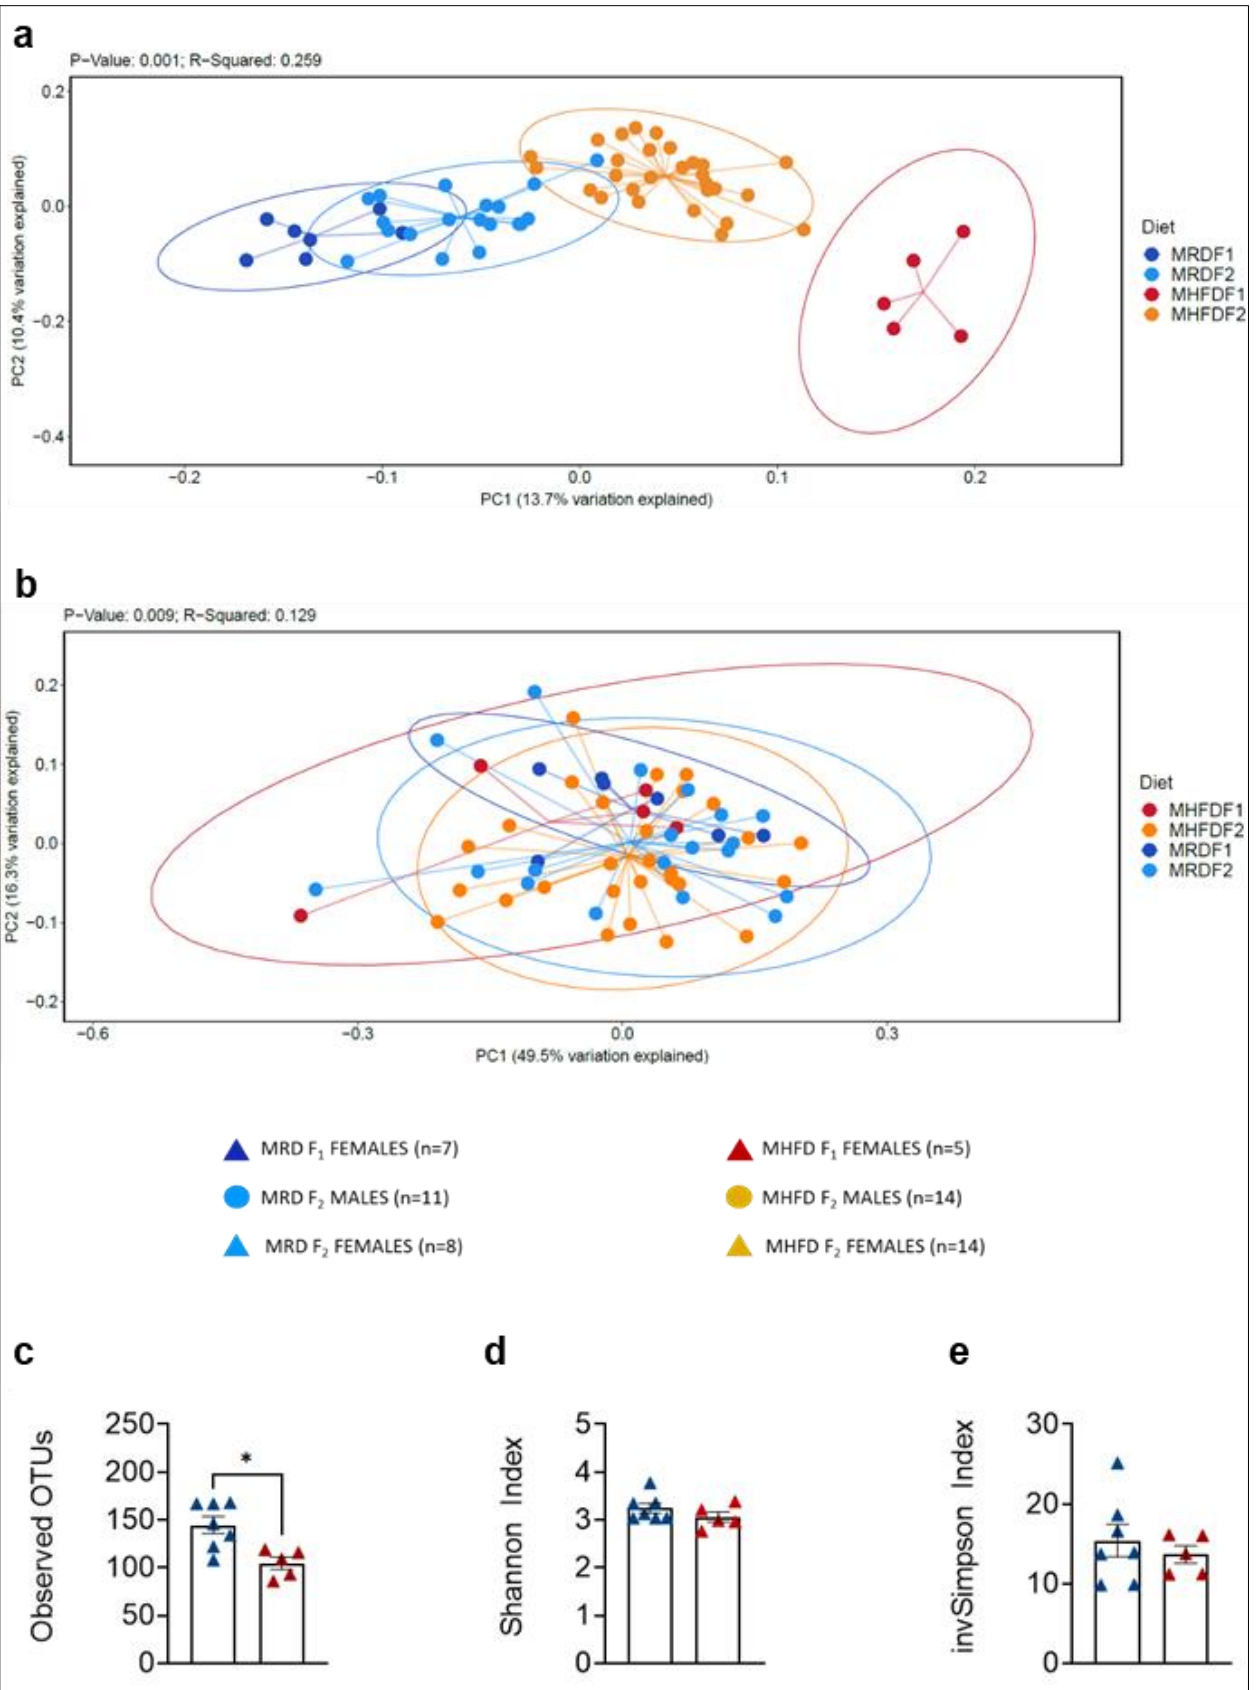 a
P-Value: 0.001; R-Squared: 0.259
0.2
0.0
−0.2
−0.4
PC2 (10.4% variation explained)
−0.2 −0.1 0.0 0.1 0.2
PC1 (13.7% variation explained)
Diet
MRDF1
MRDF2
MHFDF1
MHFDF2
b
P-Value: 0.009; R-Squared: 0.129
0.2
0.1
0.0
−0.1
−0.2
PC2 (16.3% variation explained)
−0.6 −0.3 0.0 0.3
PC1 (49.5% variation explained)
Diet
MHFDF1
MHFDF2
MRDF1
MRDF2
MRD F₁ FEMALES (n=7)
MHFD F₁ FEMALES (n=5)
MRD F₂ MALES (n=11)
MHFD F₂ MALES (n=14)
MRD F₂ FEMALES (n=8)
MHFD F₂ FEMALES (n=14)
c
Observed OTUs
250
200
150
100
50
0
*
d
Shannon Index
5
4
3
2
1
0
e
invSimpson Index
30
20
10
0